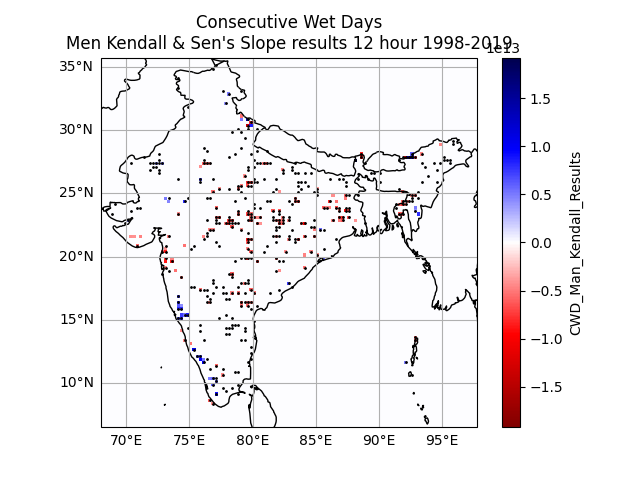 Consecutive Wet Days
Men Kendall & Sen's Slope results 12 hour 1998-2019
1e13
35°N
30°N
25°N
20°N
15°N
10°N
70°E
75°E
80°E
85°E
90°E
95°E
1.5
1.0
0.5
0.0
−0.5
−1.0
−1.5
CWD_Man_Kendall_Results